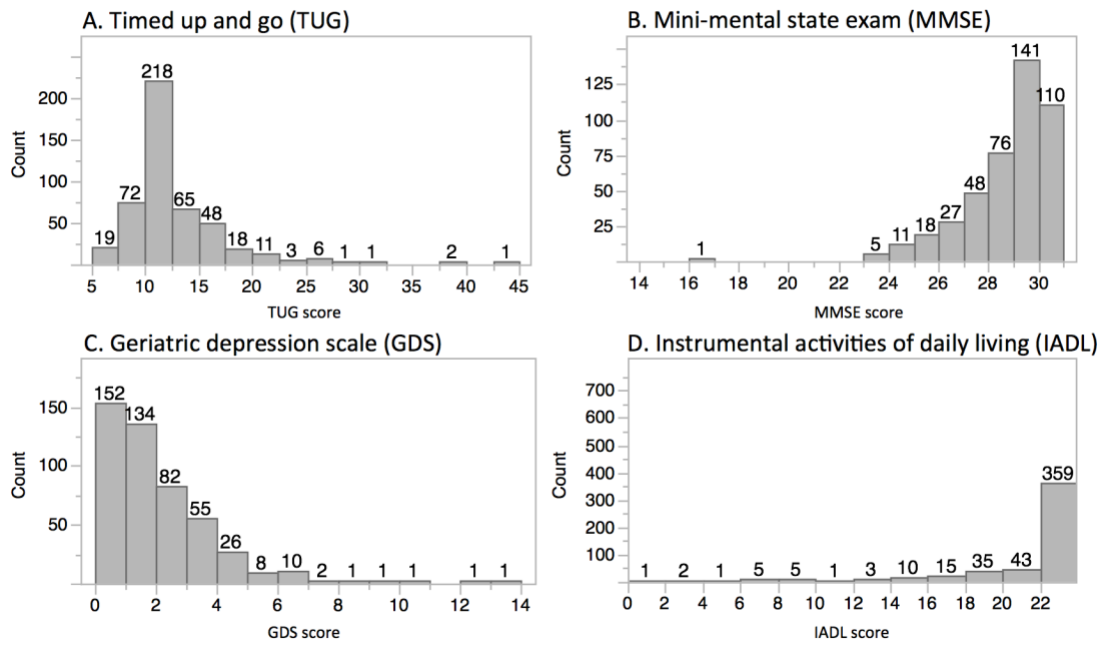 A. Timed up and go (TUG)
Count
200
150
100
50
19 72 218 65 48 18 11 3 6 1 1 2 1
5 10 15 20 25 30 35 40 45
TUG score
B. Mini-mental state exam (MMSE)
Count
125
100
75
50
25
1 5 11 18 27 48 76 141 110
14 16 18 20 22 24 26 28 30
MMSE score
C. Geriatric depression scale (GDS)
Count
150
100
50
152 134 82 55 26 8 10 2 1 1 1 1 1
0 2 4 6 8 10 12 14
GDS score
D. Instrumental activities of daily living (IADL)
Count
700
600
500
400
300
200
100
1 2 1 5 5 1 3 10 15 35 43 359
0 2 4 6 8 10 12 14 16 18 20 22
IADL score